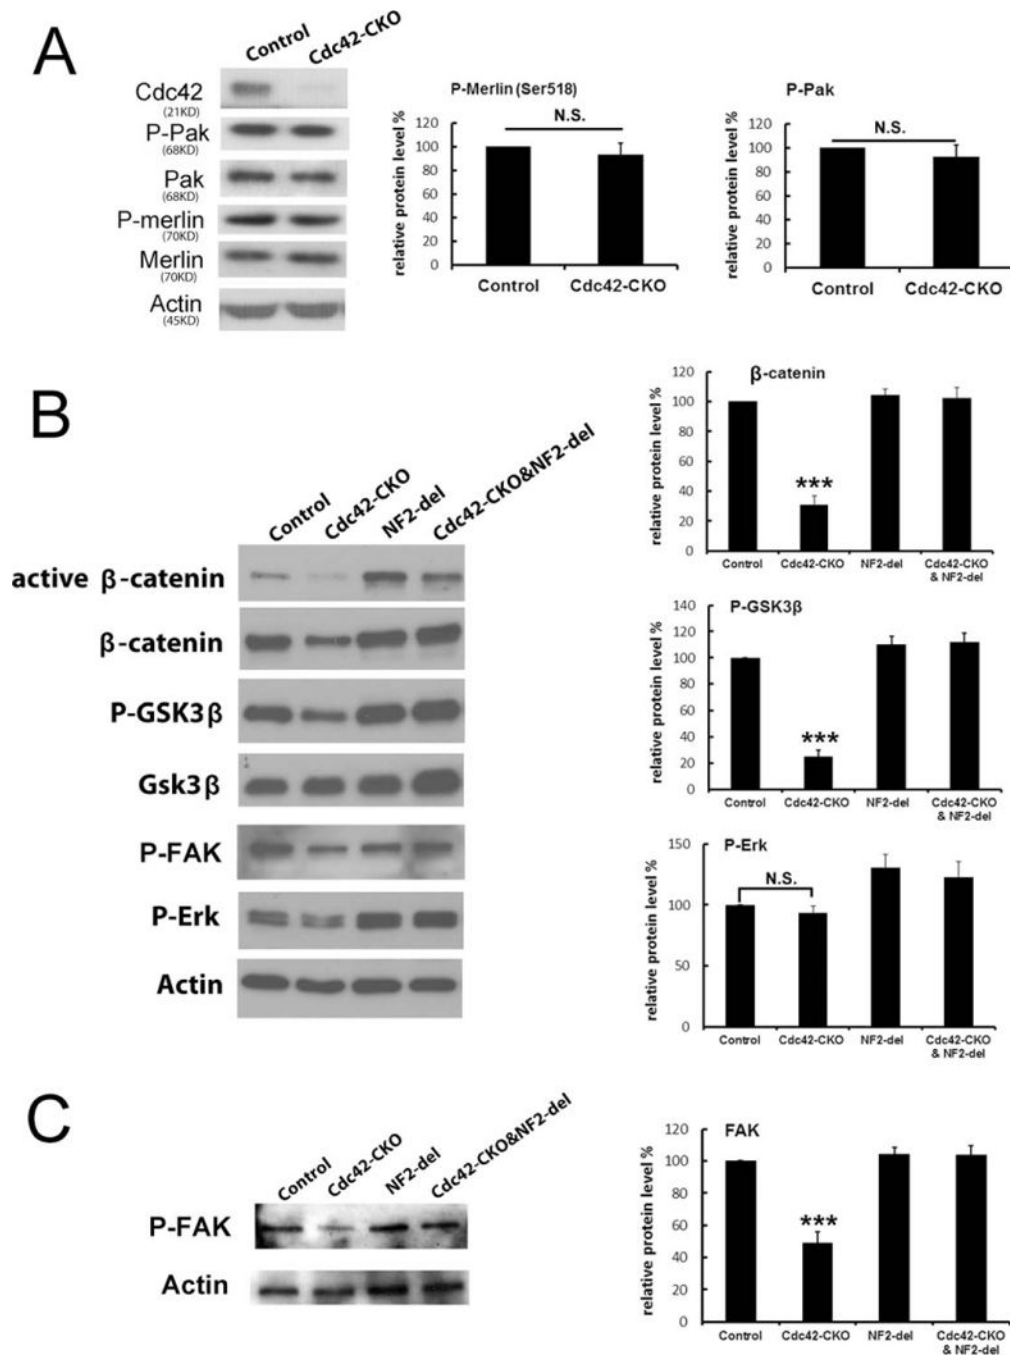 A
Control
Cdc42-CKO
Cdc42
(21KD)
P-Pak
(68KD)
Pak
(68KD)
P-merlin
(70KD)
Merlin
(70KD)
Actin
(45KD)
P-Merlin (Ser518)
N.S.
relative protein level %
120
100
80
60
40
20
0
Control
Cdc42-CKO
P-Pak
N.S.
relative protein level %
120
100
80
60
40
20
0
Control
Cdc42-CKO
B
Control
Cdc42-CKO
NF2-del
Cdc42-CKO&NF2-del
active β-catenin
β-catenin
P-GSK3β
Gsk3β
P-FAK
P-Erk
Actin
β-catenin
relative protein level %
120
100
80
60
40
20
0
***
Control
Cdc42-CKO
NF2-del
Cdc42-CKO
& NF2-del
P-GSK3β
relative protein level %
140
120
100
80
60
40
20
0
***
Control
Cdc42-CKO
NF2-del
Cdc42-CKO
& NF2-del
P-Erk
relative protein level %
150
100
50
0
N.S.
Control
Cdc42-CKO
NF2-del
Cdc42-CKO
& NF2-del
C
Control
Cdc42-CKO
NF2-del
Cdc42-CKO&NF2-del
P-FAK
Actin
FAK
relative protein level %
120
100
80
60
40
20
0
***
Control
Cdc42-CKO
NF2-del
Cdc42-CKO
& NF2-del